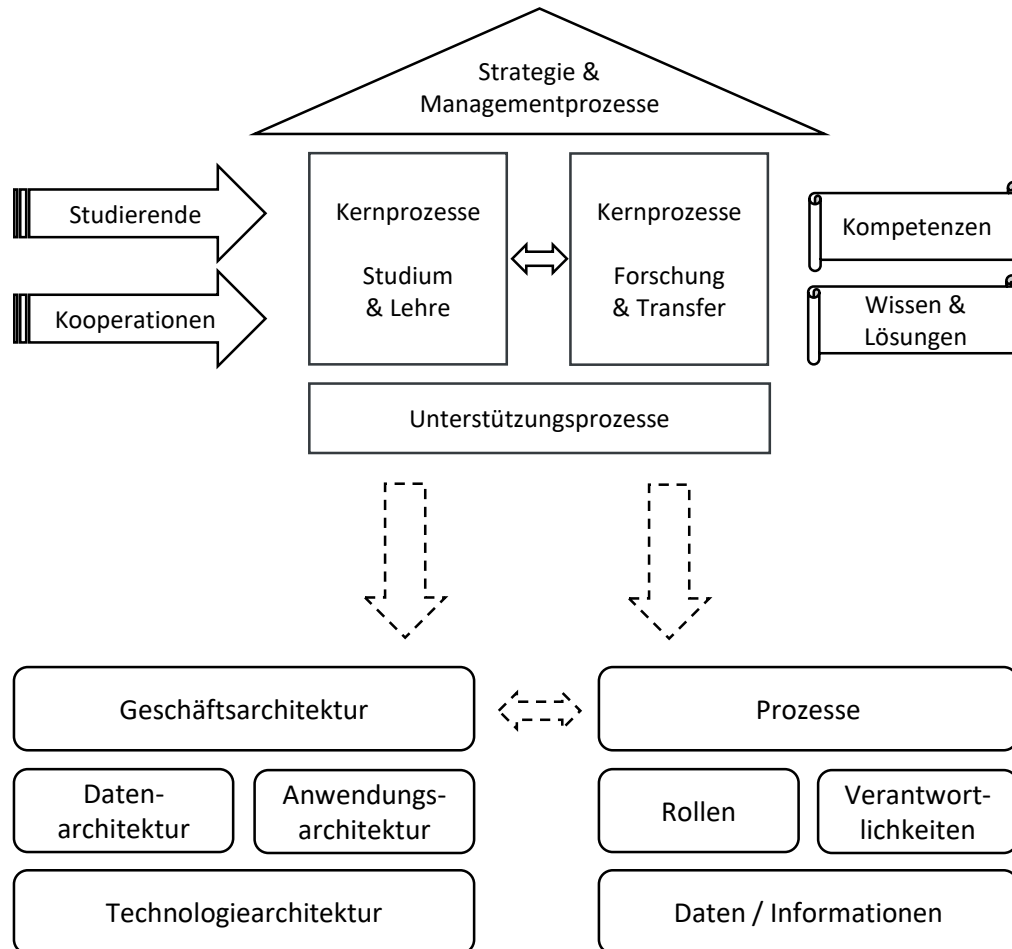 Strategie &
Managementprozesse
Studierende
Kooperationen
Kernprozesse
Studium
& Lehre
Kernprozesse
Forschung
& Transfer
Kompetenzen
Wissen &
Lösungen
Unterstützungsprozesse
Geschäftsarchitektur
Daten-
architektur
Anwendungs-
architektur
Technologiearchitektur
Prozesse
Rollen
Verantwort-
lichkeiten
Daten / Informationen